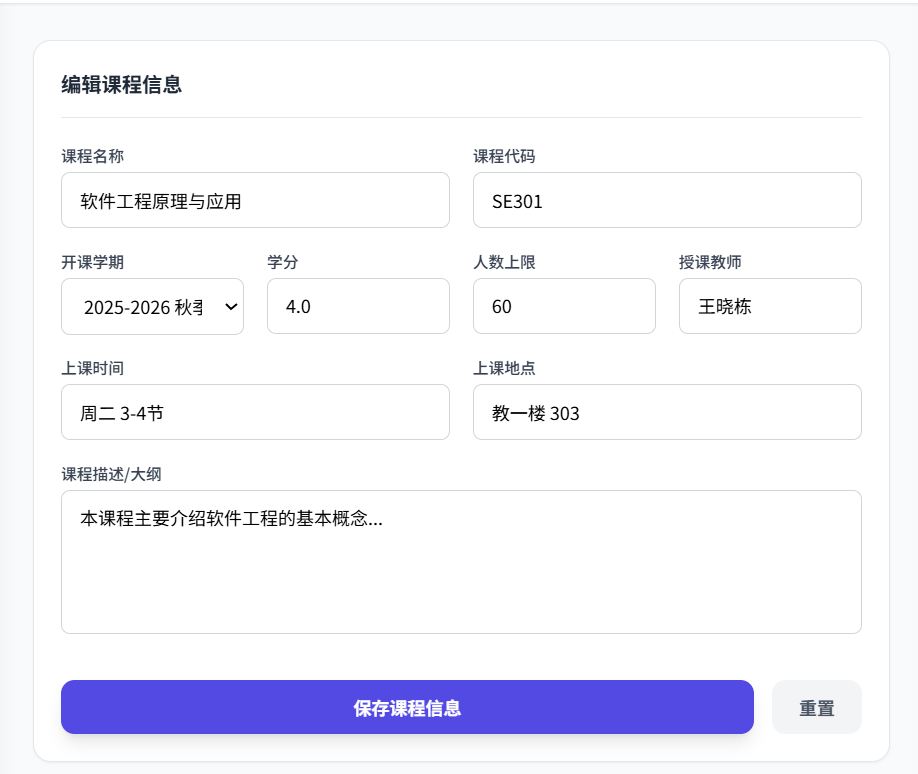 编辑课程信息
课程名称
课程代码
软件工程原理与应用
SE301
开课学期
学分
人数上限
授课教师
2025-2026 秋季
4.0
60
王晓栋
上课时间
上课地点
周二 3-4节
教一楼 303
课程描述/大纲
本课程主要介绍软件工程的基本概念...
保存课程信息
重置